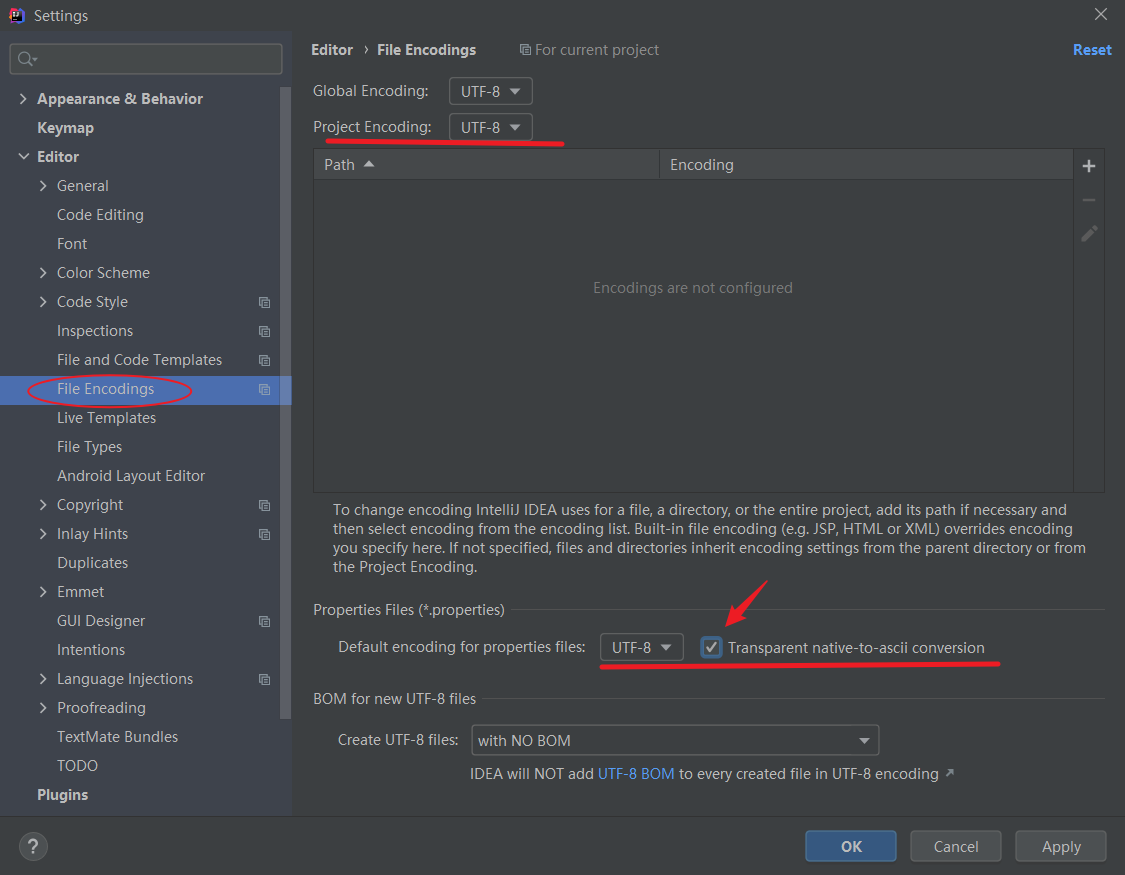 Settings
Editor › File Encodings For current project Reset
Global Encoding: UTF-8
Project Encoding: UTF-8
Path Encoding
Encodings are not configured
To change encoding IntelliJ IDEA uses for a file, a directory, or the entire project, add its path if necessary and
then select encoding from the encoding list. Built-in file encoding (e.g. JSP, HTML or XML) overrides encoding
you specify here. If not specified, files and directories inherit encoding settings from the parent directory or from
the Project Encoding.
Properties Files (*.properties)
Default encoding for properties files: UTF-8 Transparent native-to-ascii conversion
BOM for new UTF-8 files
Create UTF-8 files: with NO BOM
IDEA will NOT add UTF-8 BOM to every created file in UTF-8 encoding
Appearance & Behavior
Keymap
Editor
General
Code Editing
Font
Color Scheme
Code Style
Inspections
File and Code Templates
File Encodings
Live Templates
File Types
Android Layout Editor
Copyright
Inlay Hints
Duplicates
Emmet
GUI Designer
Intentions
Language Injections
Proofreading
TextMate Bundles
TODO
Plugins
? OK Cancel Apply